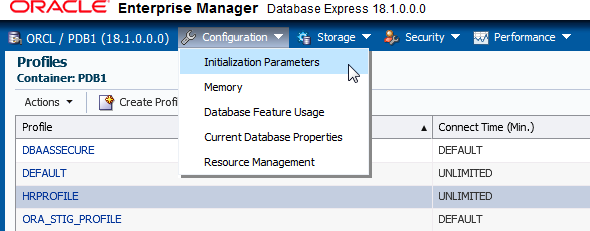 ORACLE Enterprise Manager Database Express 18.1.0.0.0
ORCL / PDB1 (18.1.0.0.0) Configuration Storage Security Performance
Profiles
Container: PDB1
Initialization Parameters
Memory
Database Feature Usage
Current Database Properties
Resource Management
Actions Create Profi
Profile Connect Time (Min.)
DBAASSECURE DEFAULT
DEFAULT UNLIMITED
HRPROFILE UNLIMITED
ORA_STIG_PROFILE DEFAULT